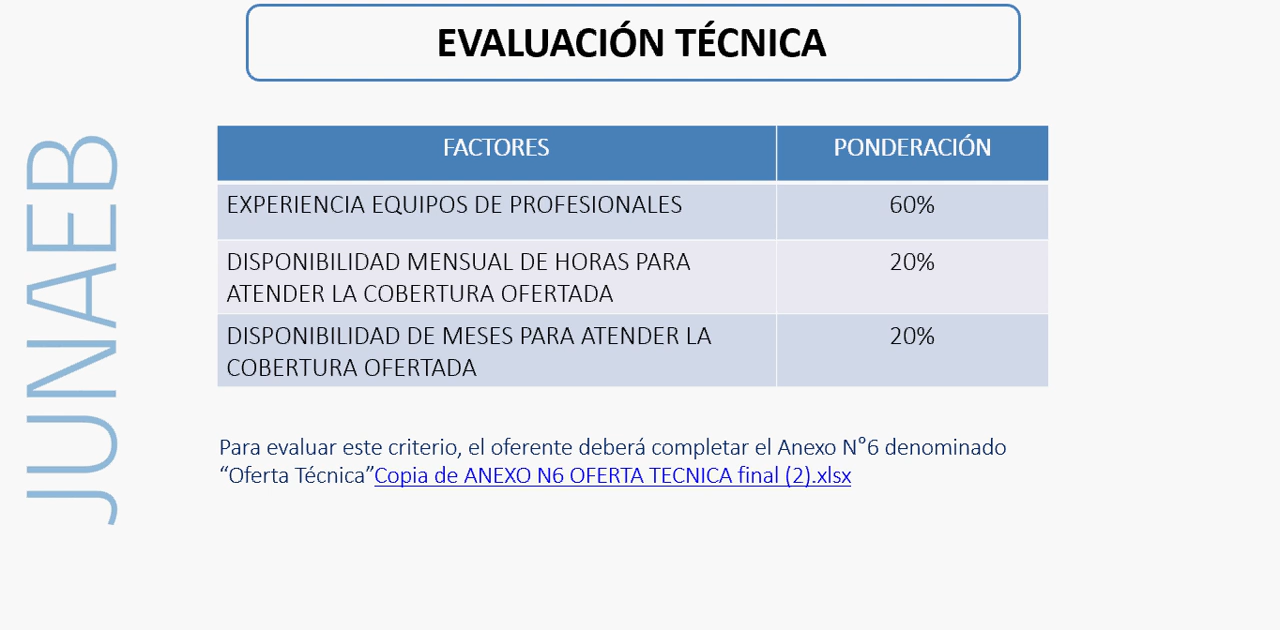 EVALUACIÓN TÉCNICA
JUNAEB
FACTORES
PONDERACIÓN
EXPERIENCIA EQUIPOS DE PROFESIONALES
60%
DISPONIBILIDAD MENSUAL DE HORAS PARA
ATENDER LA COBERTURA OFERTADA
20%
DISPONIBILIDAD DE MESES PARA ATENDER LA
COBERTURA OFERTADA
20%
Para evaluar este criterio, el oferente deberá completar el Anexo N°6 denominado
“Oferta Técnica”Copia de ANEXO N6 OFERTA TECNICA final (2).xlsx